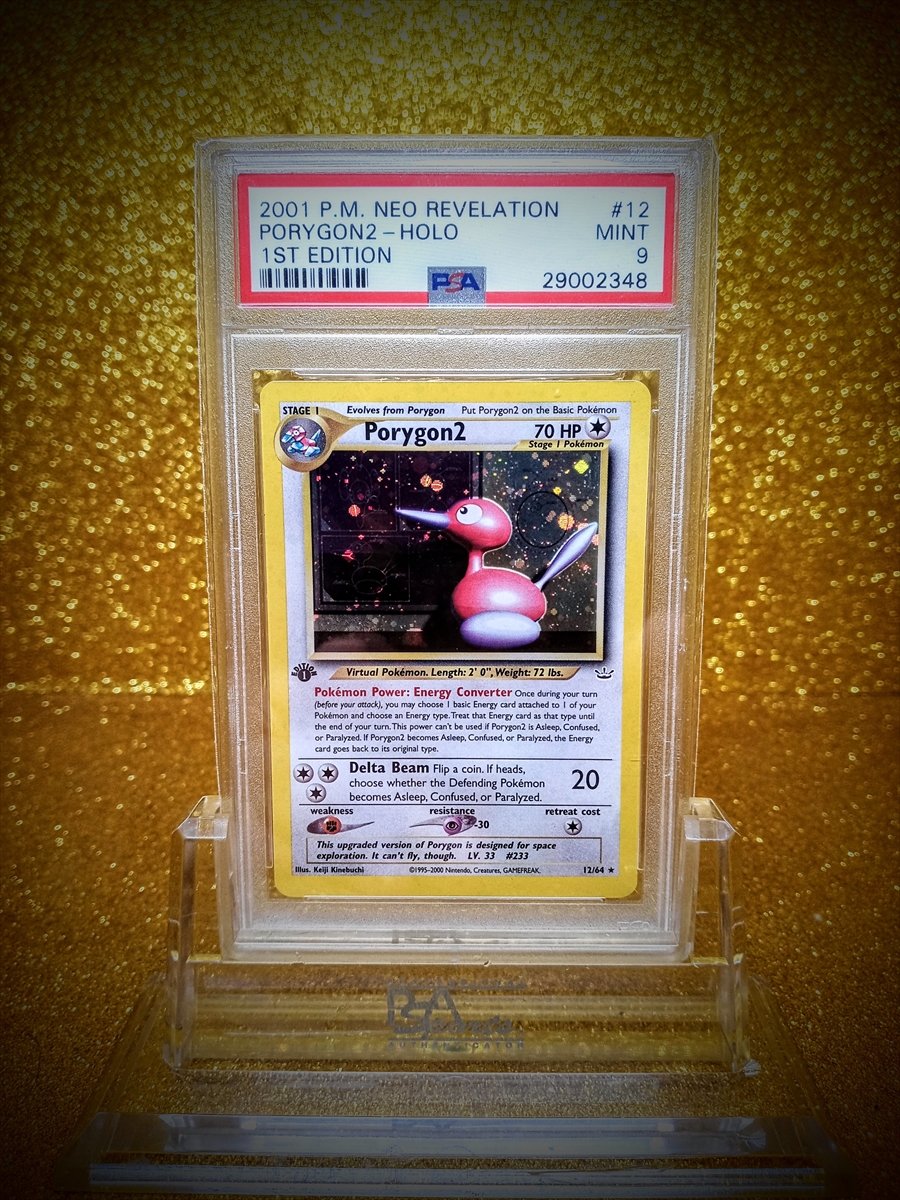 2001 P.M. NEO REVELATION #12
PORYGON2 – HOLO MINT
1ST EDITION 9
PSA 29002348
STAGE 1 Evolves from Porygon Put Porygon2 on the Basic Pokémon
Porygon2 70 HP
Stage 1 Pokémon
EDITION 1
Virtual Pokémon. Length: 2' 0", Weight: 72 lbs.
Pokémon Power: Energy Converter Once during your turn
(before your attack), you may choose 1 basic Energy card attached to 1 of your
Pokémon and choose an Energy type. Treat that Energy card as that type until
the end of your turn. This power can't be used if Porygon2 is Asleep, Confused,
or Paralyzed. If Porygon2 becomes Asleep, Confused, or Paralyzed, the Energy
card goes back to its original type.
Delta Beam Flip a coin. If heads,
choose whether the Defending Pokémon
becomes Asleep, Confused, or Paralyzed.
20
weakness resistance retreat cost
-30
This upgraded version of Porygon is designed for space
exploration. It can't fly, though. LV. 33 #233
Illus. Keiji Kinebuchi ©1995–2000 Nintendo, Creatures, GAMEFREAK. 12/64 ★
PSA
Sports
AUTHENTICATOR